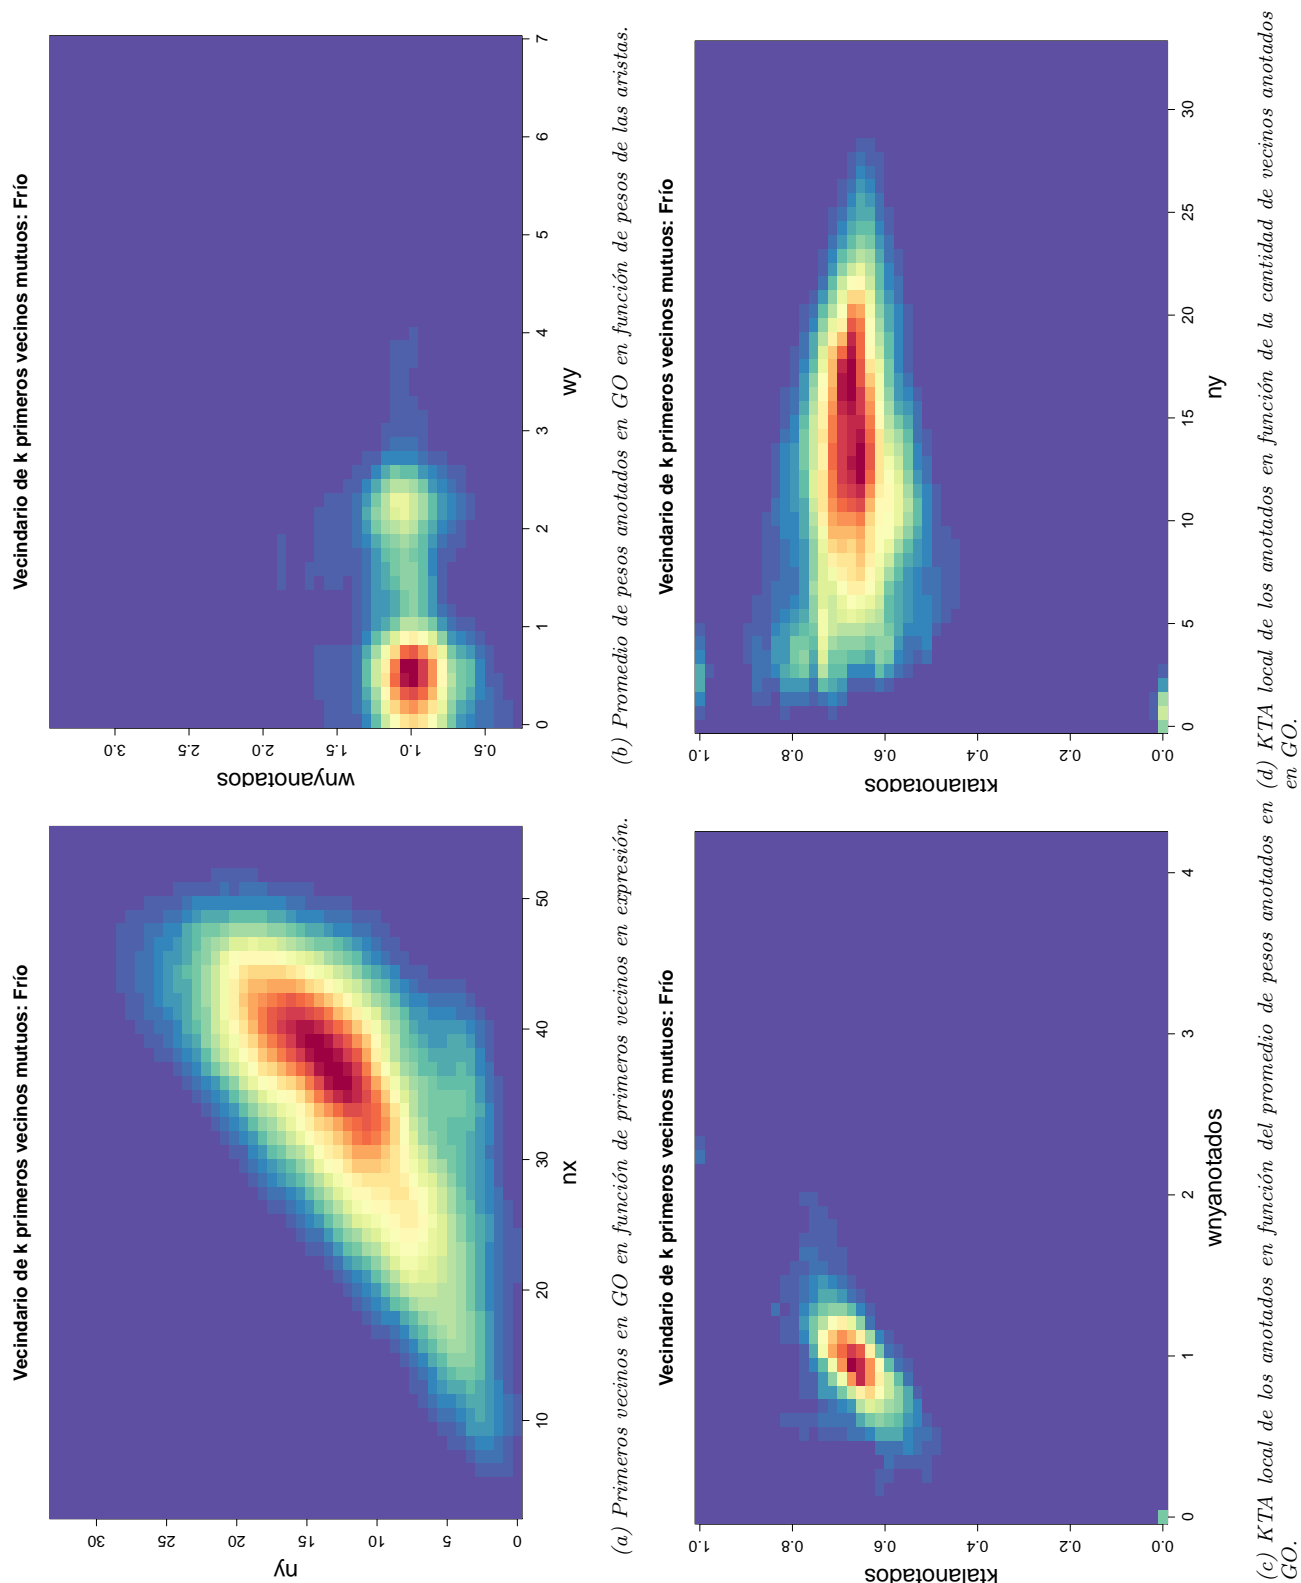 Vecindario de k primeros vecinos mutuos: Frío
30
25
20
15
10
5
0
ny
10
20
30
40
50
nx
(a) Primeros vecinos en GO en función de primeros vecinos en expresión.
Vecindario de k primeros vecinos mutuos: Frío
3.0
2.5
2.0
1.5
1.0
0.5
wnyanotados
0
1
2
3
4
5
6
7
wy
(b) Promedio de pesos anotados en GO en función de pesos de las aristas.
Vecindario de k primeros vecinos mutuos: Frío
1.0
0.8
0.6
0.4
0.2
0.0
ktalanotados
0
1
2
3
4
wnyanotados
(c) KTA local de los anotados en función del promedio de pesos anotados en
GO.
Vecindario de k primeros vecinos mutuos: Frío
1.0
0.8
0.6
0.4
0.2
0.0
ktalanotados
0
5
10
15
20
25
30
ny
(d) KTA local de los anotados en función de la cantidad de vecinos anotados
en GO.